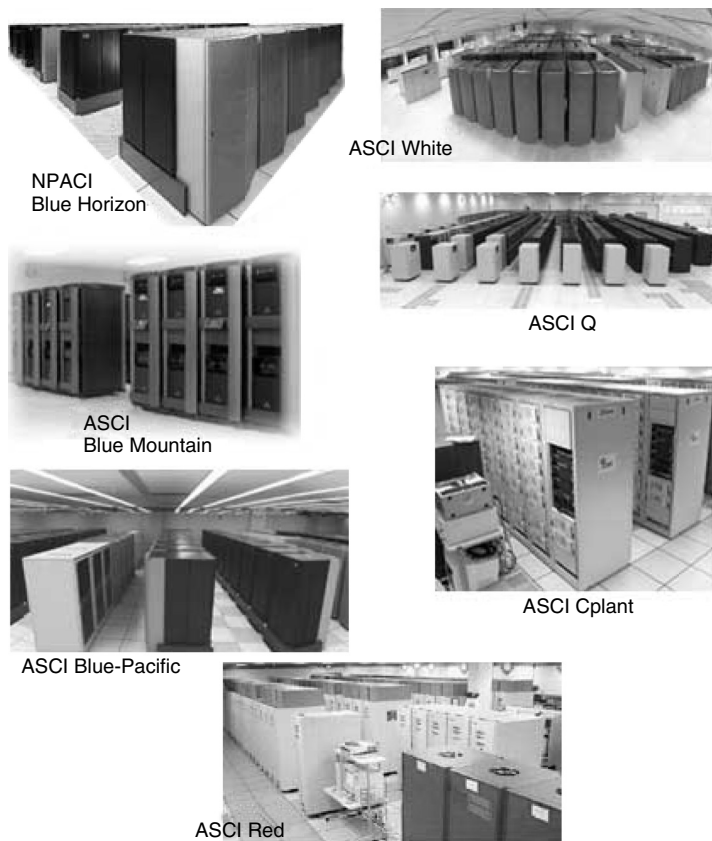 NPACI
Blue Horizon
ASCI White
ASCI Q
ASCI
Blue Mountain
ASCI Cplant
ASCI Blue-Pacific
ASCI Red